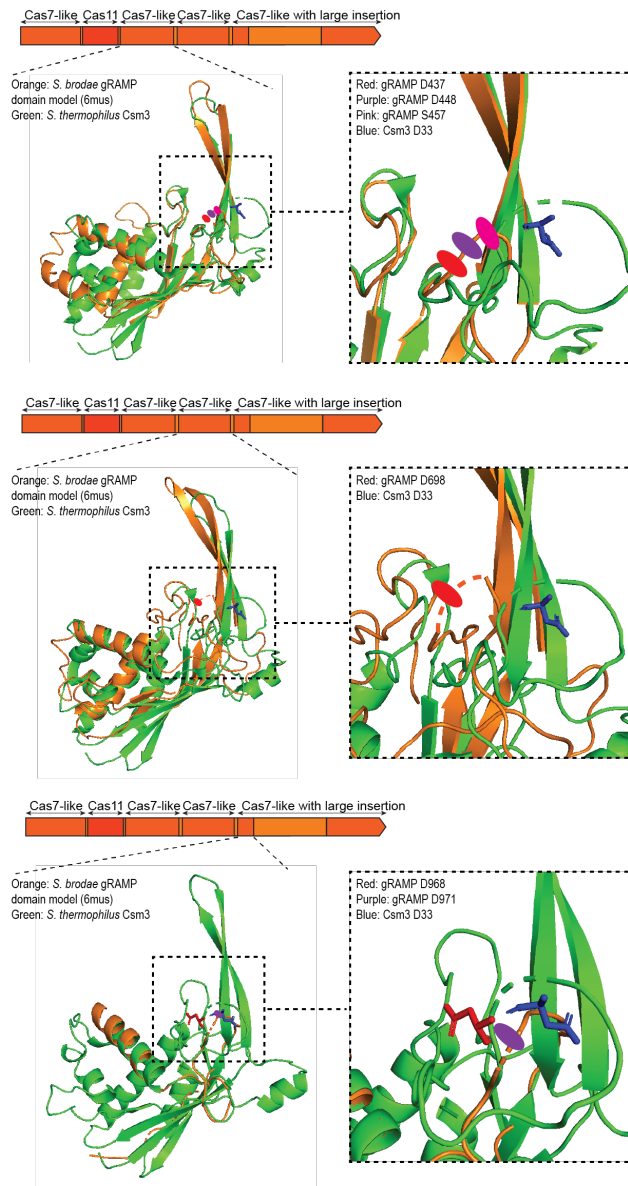 Cas7-like Cas11 Cas7-like Cas7-like Cas7-like with large insertion
Orange: S. brodae gRAMP
domain model (6mus)
Green: S. thermophilus Csm3
Red: gRAMP D437
Purple: gRAMP D448
Pink: gRAMP S457
Blue: Csm3 D33
Cas7-like Cas11 Cas7-like Cas7-like Cas7-like with large insertion
Orange: S. brodae gRAMP
domain model (6mus)
Green: S. thermophilus Csm3
Red: gRAMP D698
Blue: Csm3 D33
Cas7-like Cas11 Cas7-like Cas7-like Cas7-like with large insertion
Orange: S. brodae gRAMP
domain model (6mus)
Green: S. thermophilus Csm3
Red: gRAMP D968
Purple: gRAMP D971
Blue: Csm3 D33